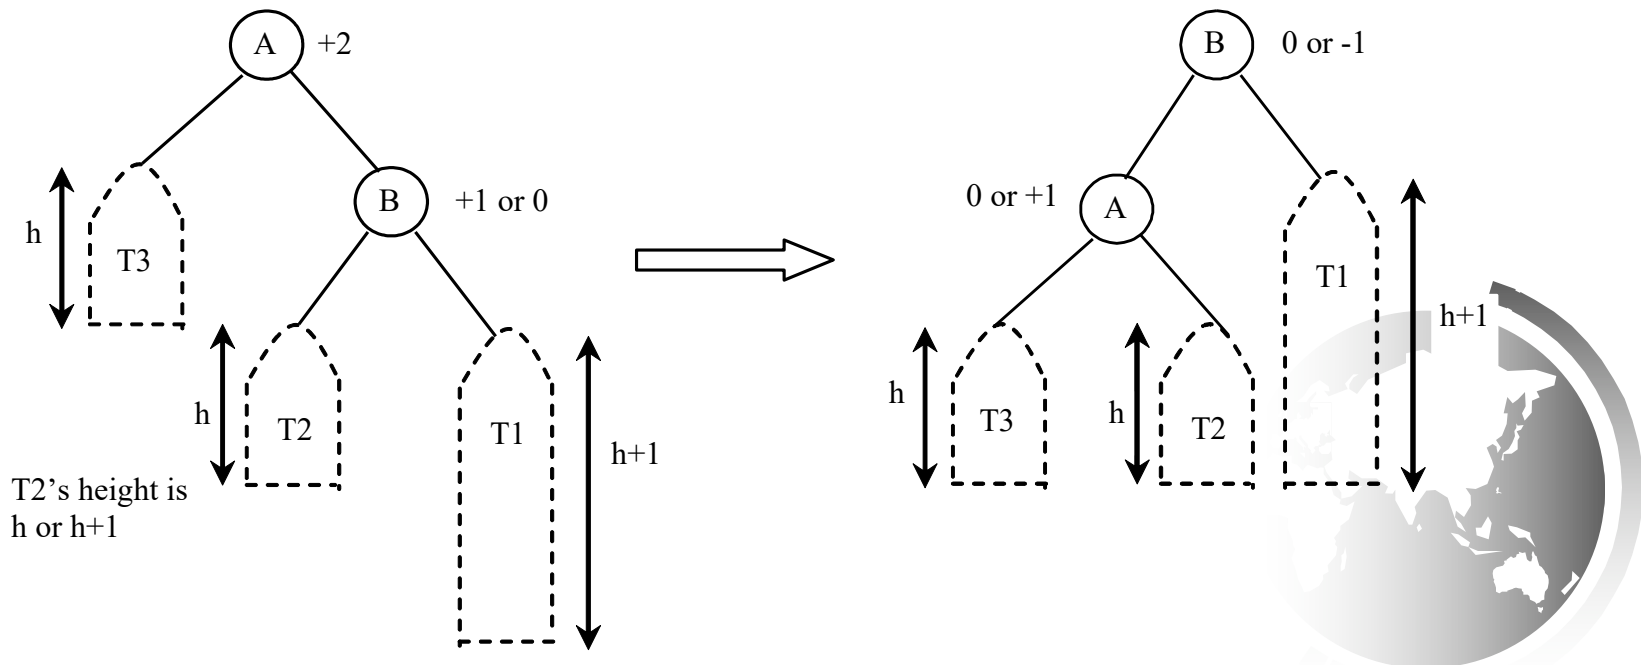 A +2
B 0 or -1
B +1 or 0
0 or +1 A
h T3
T1
h+1
h T2
T1
h+1
h T3
h T2
T2’s height is
h or h+1